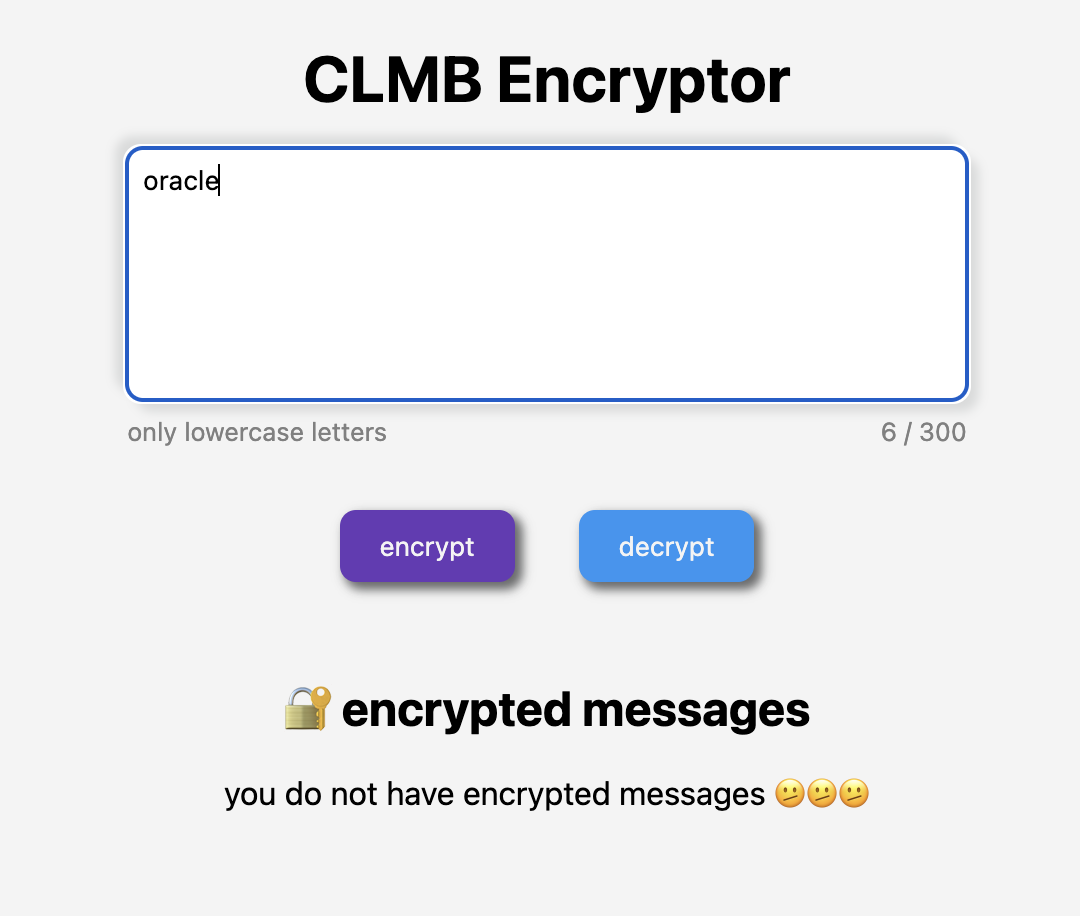 CLMB Encryptor
oracle
only lowercase letters 6 / 300
encrypt decrypt
🔐 encrypted messages
you do not have encrypted messages 🫤🫤🫤